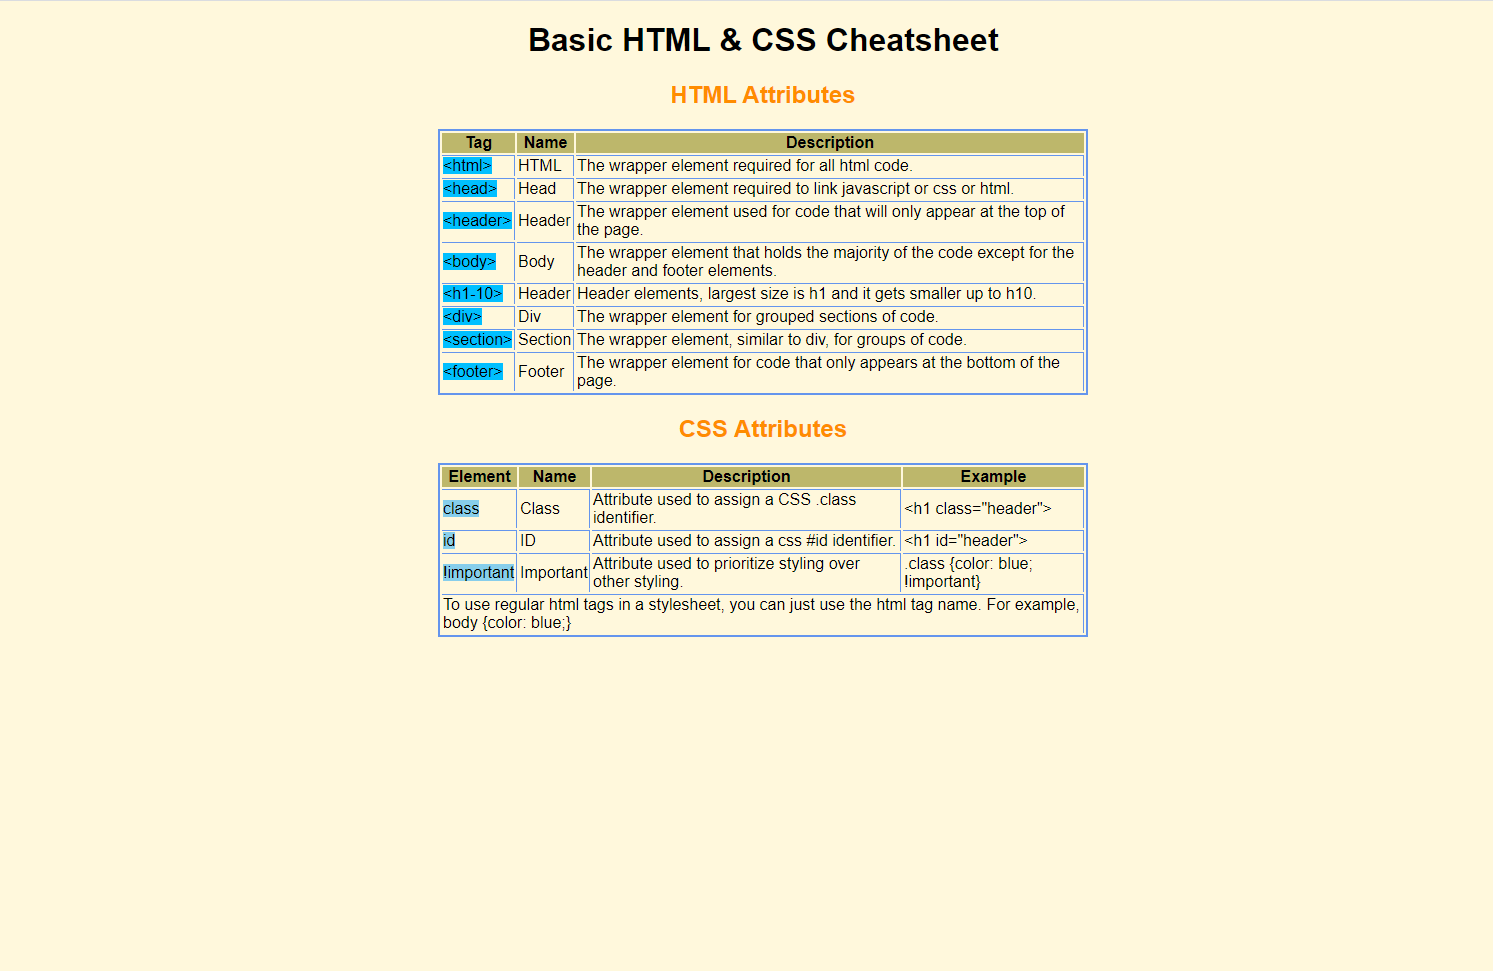 Basic HTML & CSS Cheatsheet
HTML Attributes
Tag Name Description
<html> HTML The wrapper element required for all html code.
<head> Head The wrapper element required to link javascript or css or html.
<header> Header The wrapper element used for code that will only appear at the top of
the page.
<body> Body The wrapper element that holds the majority of the code except for the
header and footer elements.
<h1-10> Header Header elements, largest size is h1 and it gets smaller up to h10.
<div> Div The wrapper element for grouped sections of code.
<section> Section The wrapper element, similar to div, for groups of code.
<footer> Footer The wrapper element for code that only appears at the bottom of the
page.
CSS Attributes
Element Name Description Example
class Class Attribute used to assign a CSS .class
identifier. <h1 class="header">
id ID Attribute used to assign a css #id identifier. <h1 id="header">
!important Important Attribute used to prioritize styling over
other styling. .class {color: blue;
!important}
To use regular html tags in a stylesheet, you can just use the html tag name. For example,
body {color: blue;}